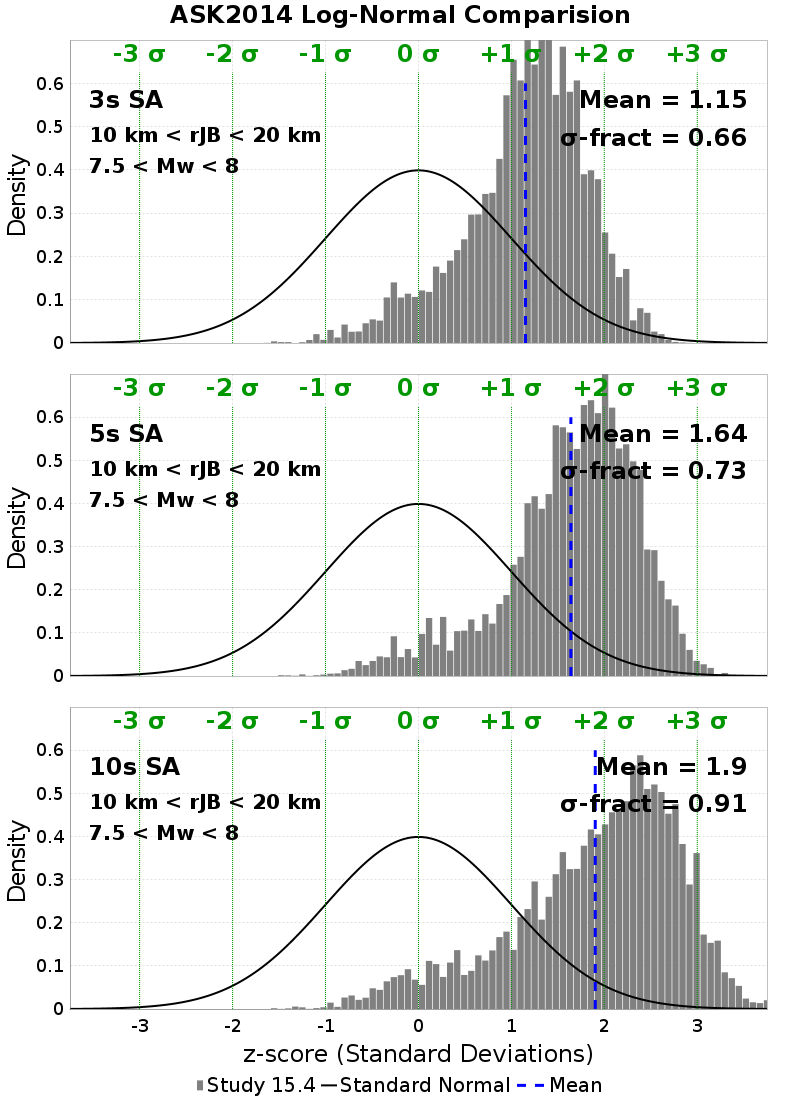 ASK2014 Log-Normal Comparision
-3 σ -2 σ -1 σ 0 σ +1 σ +2 σ +3 σ
3s SA
Mean = 1.15
10 km < rJB < 20 km
σ-fract = 0.66
7.5 < Mw < 8
0.6
0.5
0.4
0.3
0.2
0.1
0
Density
-3 σ -2 σ -1 σ 0 σ +1 σ +2 σ +3 σ
5s SA
Mean = 1.64
10 km < rJB < 20 km
σ-fract = 0.73
7.5 < Mw < 8
0.6
0.5
0.4
0.3
0.2
0.1
0
Density
-3 σ -2 σ -1 σ 0 σ +1 σ +2 σ +3 σ
10s SA
Mean = 1.9
10 km < rJB < 20 km
σ-fract = 0.91
7.5 < Mw < 8
0.6
0.5
0.4
0.3
0.2
0.1
0
Density
-3 -2 -1 0 1 2 3
z-score (Standard Deviations)
Study 15.4 Standard Normal Mean